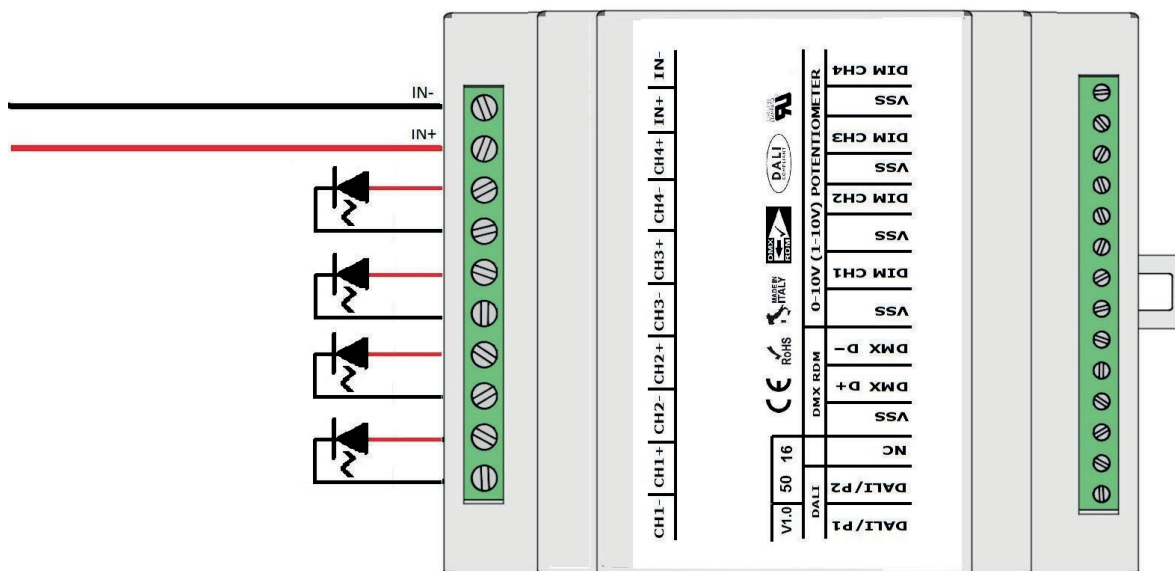 IN-
IN+
IN-
IN+
CH4+
CH4-
CH3+
CH3-
CH2+
CH2-
CH1+
CH1-
DALI
COMPLIANT
DMX
RDM
MADE IN
ITALY
RoHS
CE
V1.0 50 16
0-10V (1-10V) POTENTIOMETER
DMX RDM
DALI
DIM CH4
VSS
DIM CH3
VSS
DIM CH2
VSS
DIM CH1
VSS
DMX D-
DMX D+
VSS
NC
DALI/P2
DALI/P1